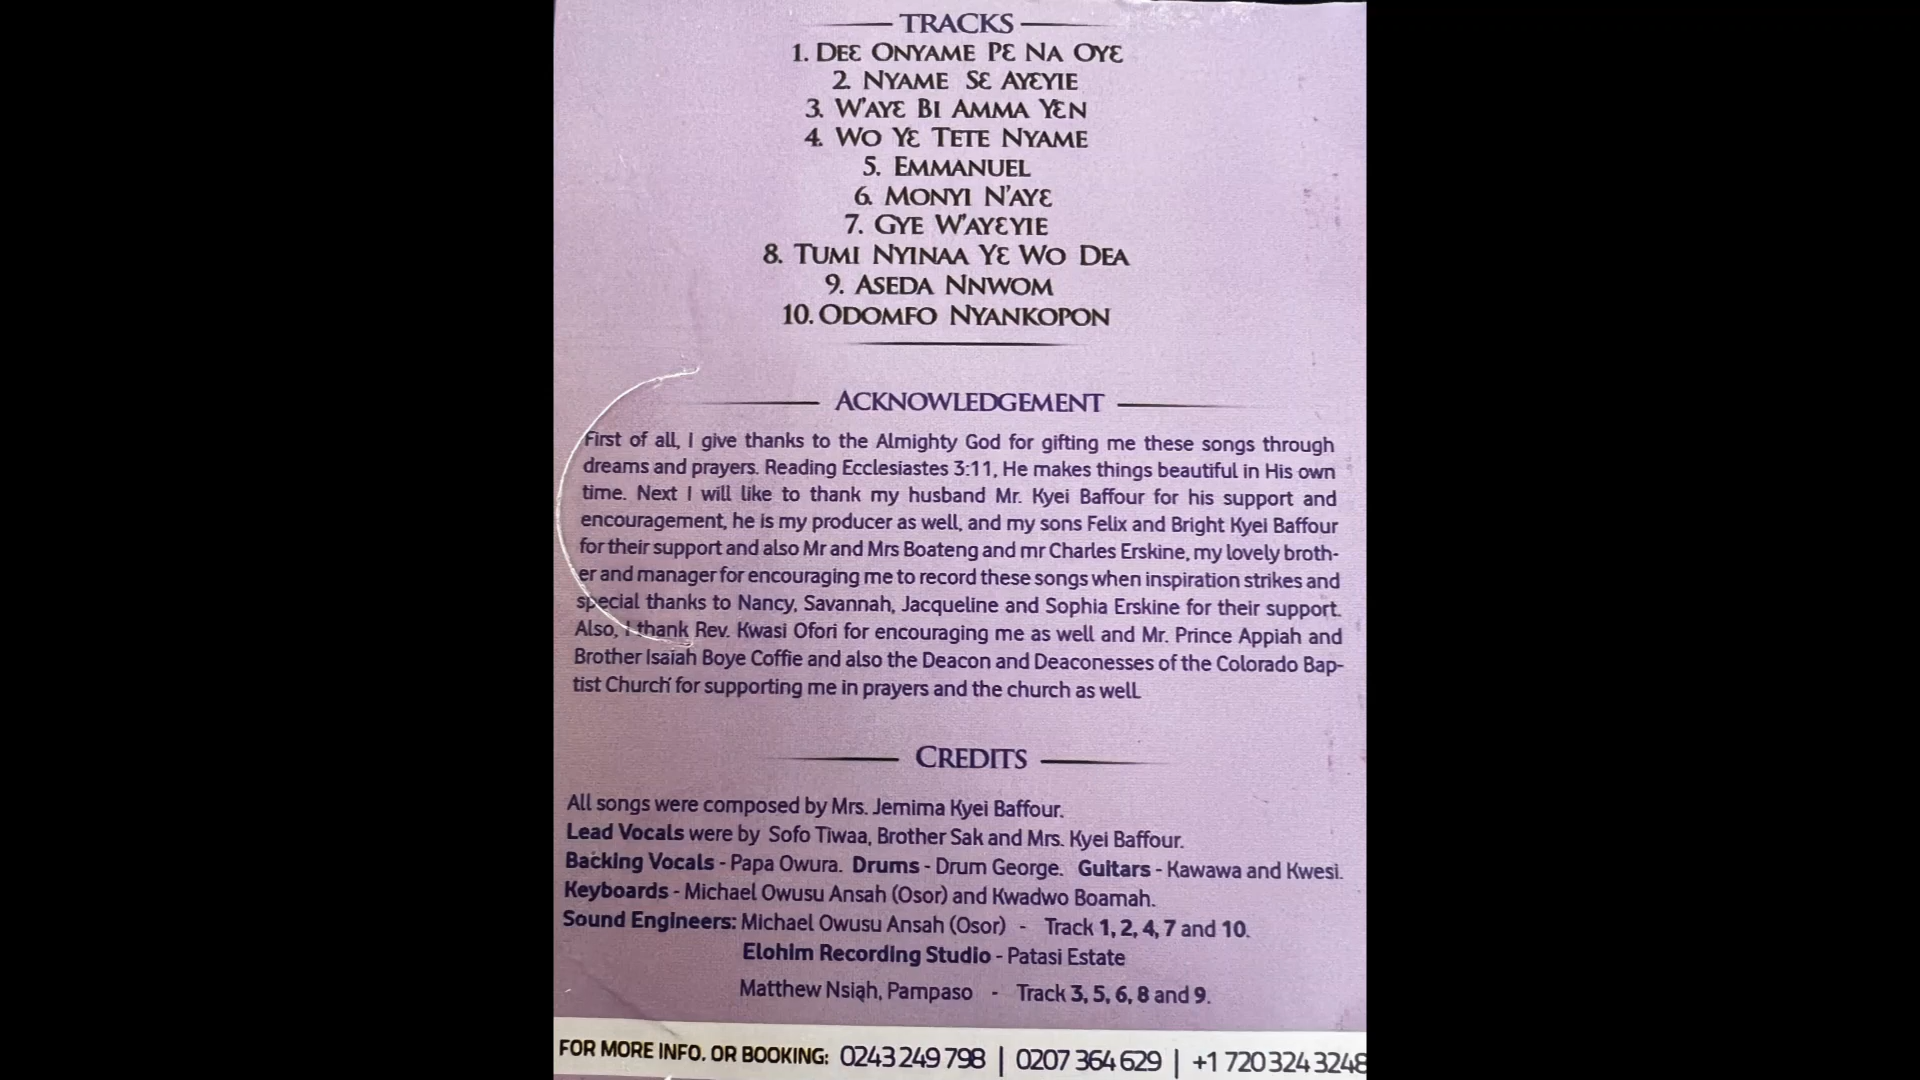 TRACKS
1. DEƐ ONYAME PƐ NA OYƐ
2. NYAME SƐ AYƐYIE
3. W'AYƐ BI AMMA YƐN
4. WO YƐ TETE NYAME
5. EMMANUEL
6. MONYI N'AYƐ
7. GYE W'AYƐYIE
8. TUMI NYINAA YƐ WO DEA
9. ASEDA NNWOM
10. ODOMFO NYANKOPON
ACKNOWLEDGEMENT
First of all, I give thanks to the Almighty God for gifting me these songs through
dreams and prayers. Reading Ecclesiastes 3:11, He makes things beautiful in His own
time. Next I will like to thank my husband Mr. Kyei Baffour for his support and
encouragement, he is my producer as well, and my sons Felix and Bright Kyei Baffour
for their support and also Mr and Mrs Boateng and mr Charles Erskine, my lovely broth-
er and manager for encouraging me to record these songs when inspiration strikes and
special thanks to Nancy, Savannah, Jacqueline and Sophia Erskine for their support.
Also, I thank Rev. Kwasi Ofori for encouraging me as well and Mr. Prince Appiah and
Brother Isaiah Boye Coffie and also the Deacon and Deaconesses of the Colorado Bap-
tist Church for supporting me in prayers and the church as well.
CREDITS
All songs were composed by Mrs. Jemima Kyei Baffour.
Lead Vocals were by Sofo Tiwaa, Brother Sak and Mrs. Kyei Baffour.
Backing Vocals - Papa Owura. Drums - Drum George. Guitars - Kawawa and Kwesi.
Keyboards - Michael Owusu Ansah (Osor) and Kwadwo Boamah.
Sound Engineers: Michael Owusu Ansah (Osor) - Track 1, 2, 4, 7 and 10.
Elohim Recording Studio - Patasi Estate
Matthew Nsiah, Pampaso - Track 3, 5, 6, 8 and 9.
FOR MORE INFO. OR BOOKING: 0243 249 798 | 0207 364 629 | +1 720 324 3248